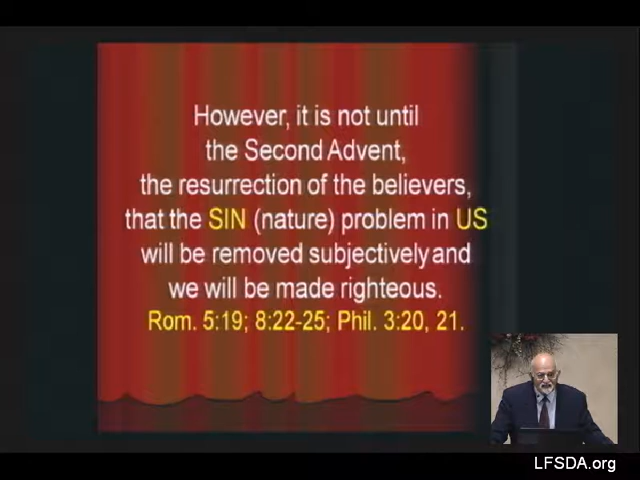 However, it is not until
the Second Advent,
the resurrection of the believers,
that the SIN (nature) problem in US
will be removed subjectively and
we will be made righteous.
Rom. 5:19; 8:22-25; Phil. 3:20, 21.
LFSDA.org